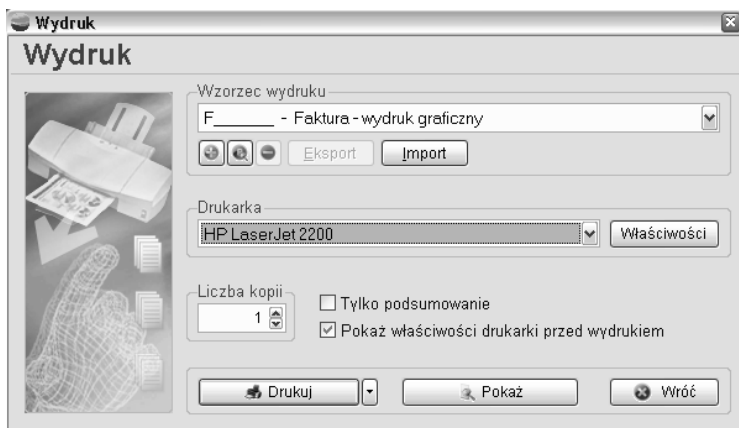 Wydruk
Wydruk
Wzorzec wydruku
F______ - Faktura - wydruk graficzny
Eksport Import
Drukarka
HP LaserJet 2200 Właściwości
Liczba kopii
1
Tylko podsumowanie
Pokaż właściwości drukarki przed wydrukiem
Drukuj Pokaż Wróć